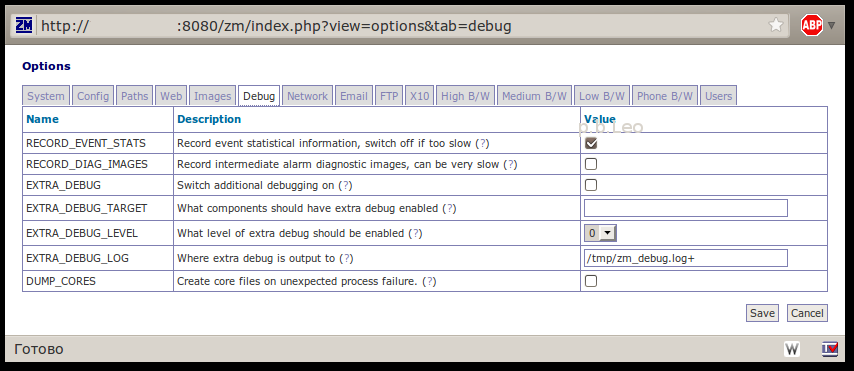 ZM http:// :8080/zm/index.php?view=options&tab=debug ABP
Options
System Config Paths Web Images Debug Network Email FTP X10 High B/W Medium B/W Low B/W Phone B/W Users
Name Description Value
p.p.Leo
RECORD_EVENT_STATS Record event statistical information, switch off if too slow (?)
RECORD_DIAG_IMAGES Record intermediate alarm diagnostic images, can be very slow (?)
EXTRA_DEBUG Switch additional debugging on (?)
EXTRA_DEBUG_TARGET What components should have extra debug enabled (?)
EXTRA_DEBUG_LEVEL What level of extra debug should be enabled (?) 0
EXTRA_DEBUG_LOG Where extra debug is output to (?) /tmp/zm_debug.log+
DUMP_CORES Create core files on unexpected process failure. (?)
Save Cancel
Готово W